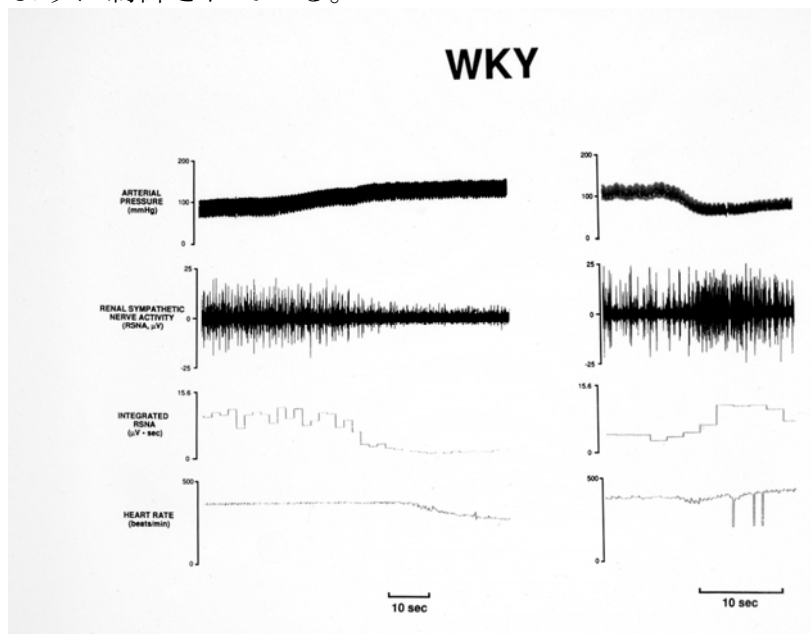 WKY
200
ARTERIAL
PRESSURE
(mmHg)
100
0
200
100
0
25
RENAL SYMPATHETIC
NERVE ACTIVITY
(RSNA, μV)
0
-25
25
0
-25
15.6
INTEGRATED
RSNA
(μV - sec)
0
15.6
0
500
HEART RATE
(beats/min)
0
500
0
10 sec
10 sec